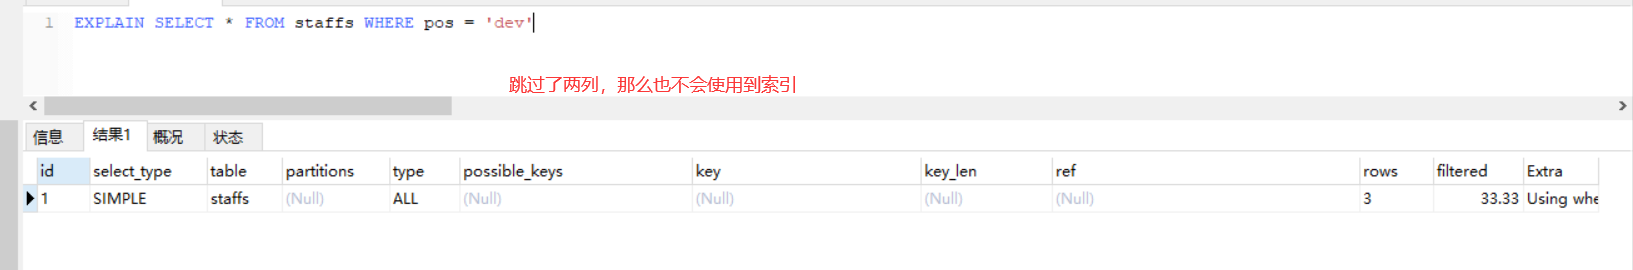 1 EXPLAIN SELECT * FROM staffs WHERE pos = 'dev'
跳过了两列，那么也不会使用到索引
信息 结果1 概况 状态
id select_type table partitions type possible_keys key key_len ref rows filtered Extra
1 SIMPLE staffs (Null) ALL (Null) (Null) (Null) (Null) 3 33.33 Using whe